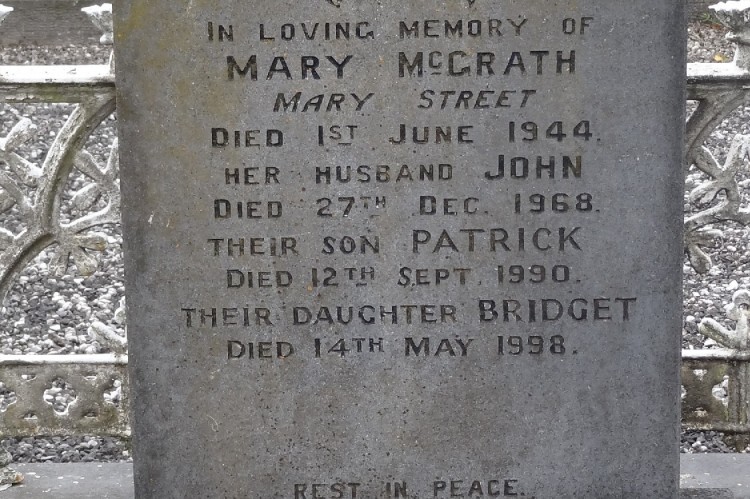 IN LOVING MEMORY OF
MARY McGRATH
MARY STREET
DIED 1ST JUNE 1944.
HER HUSBAND JOHN
DIED 27TH DEC. 1968.
THEIR SON PATRICK
DIED 12TH SEPT. 1990.
THEIR DAUGHTER BRIDGET
DIED 14TH MAY 1998.
REST IN PEACE.